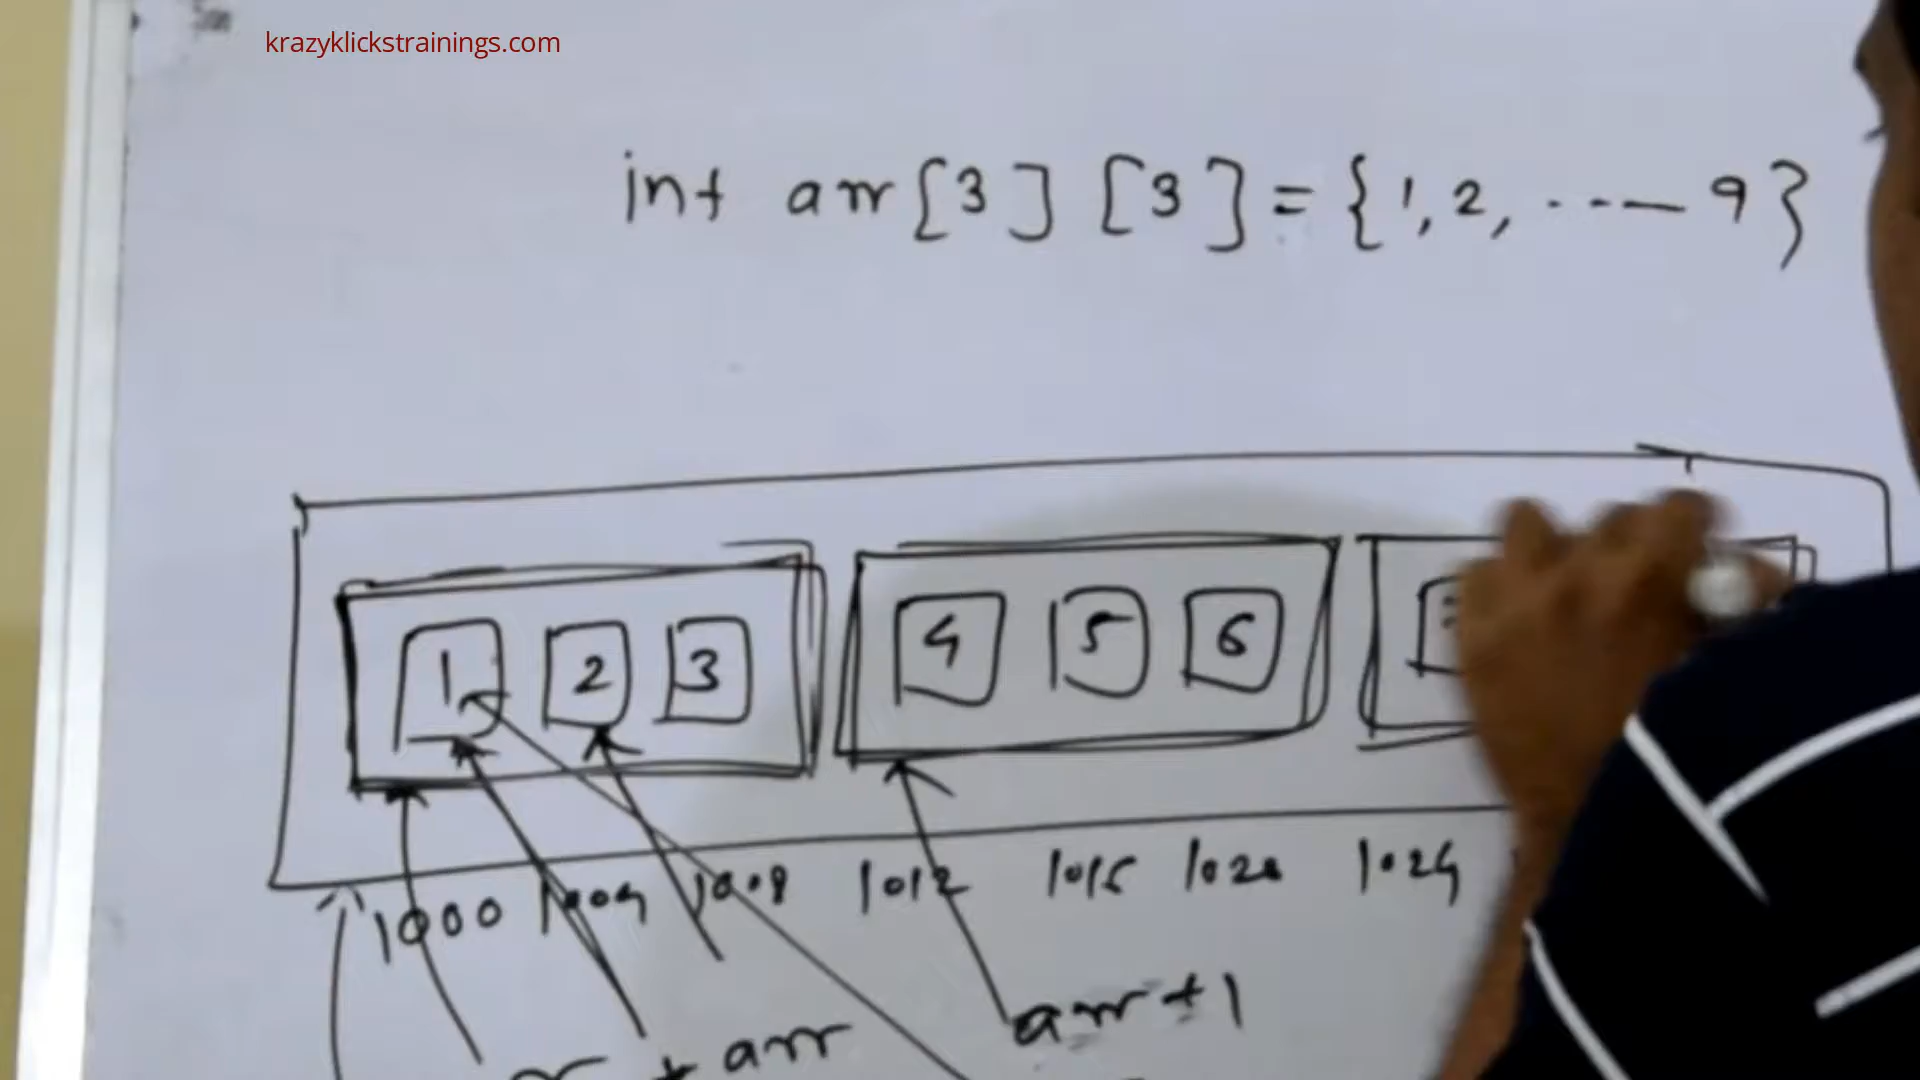 krazyklickstrainings.com
int arr[3] [3] = {1, 2, ...— 9}
1 2 3 4 5 6
1000 1004 1008 1012 1016 1020 1024
arr + 1
* arr